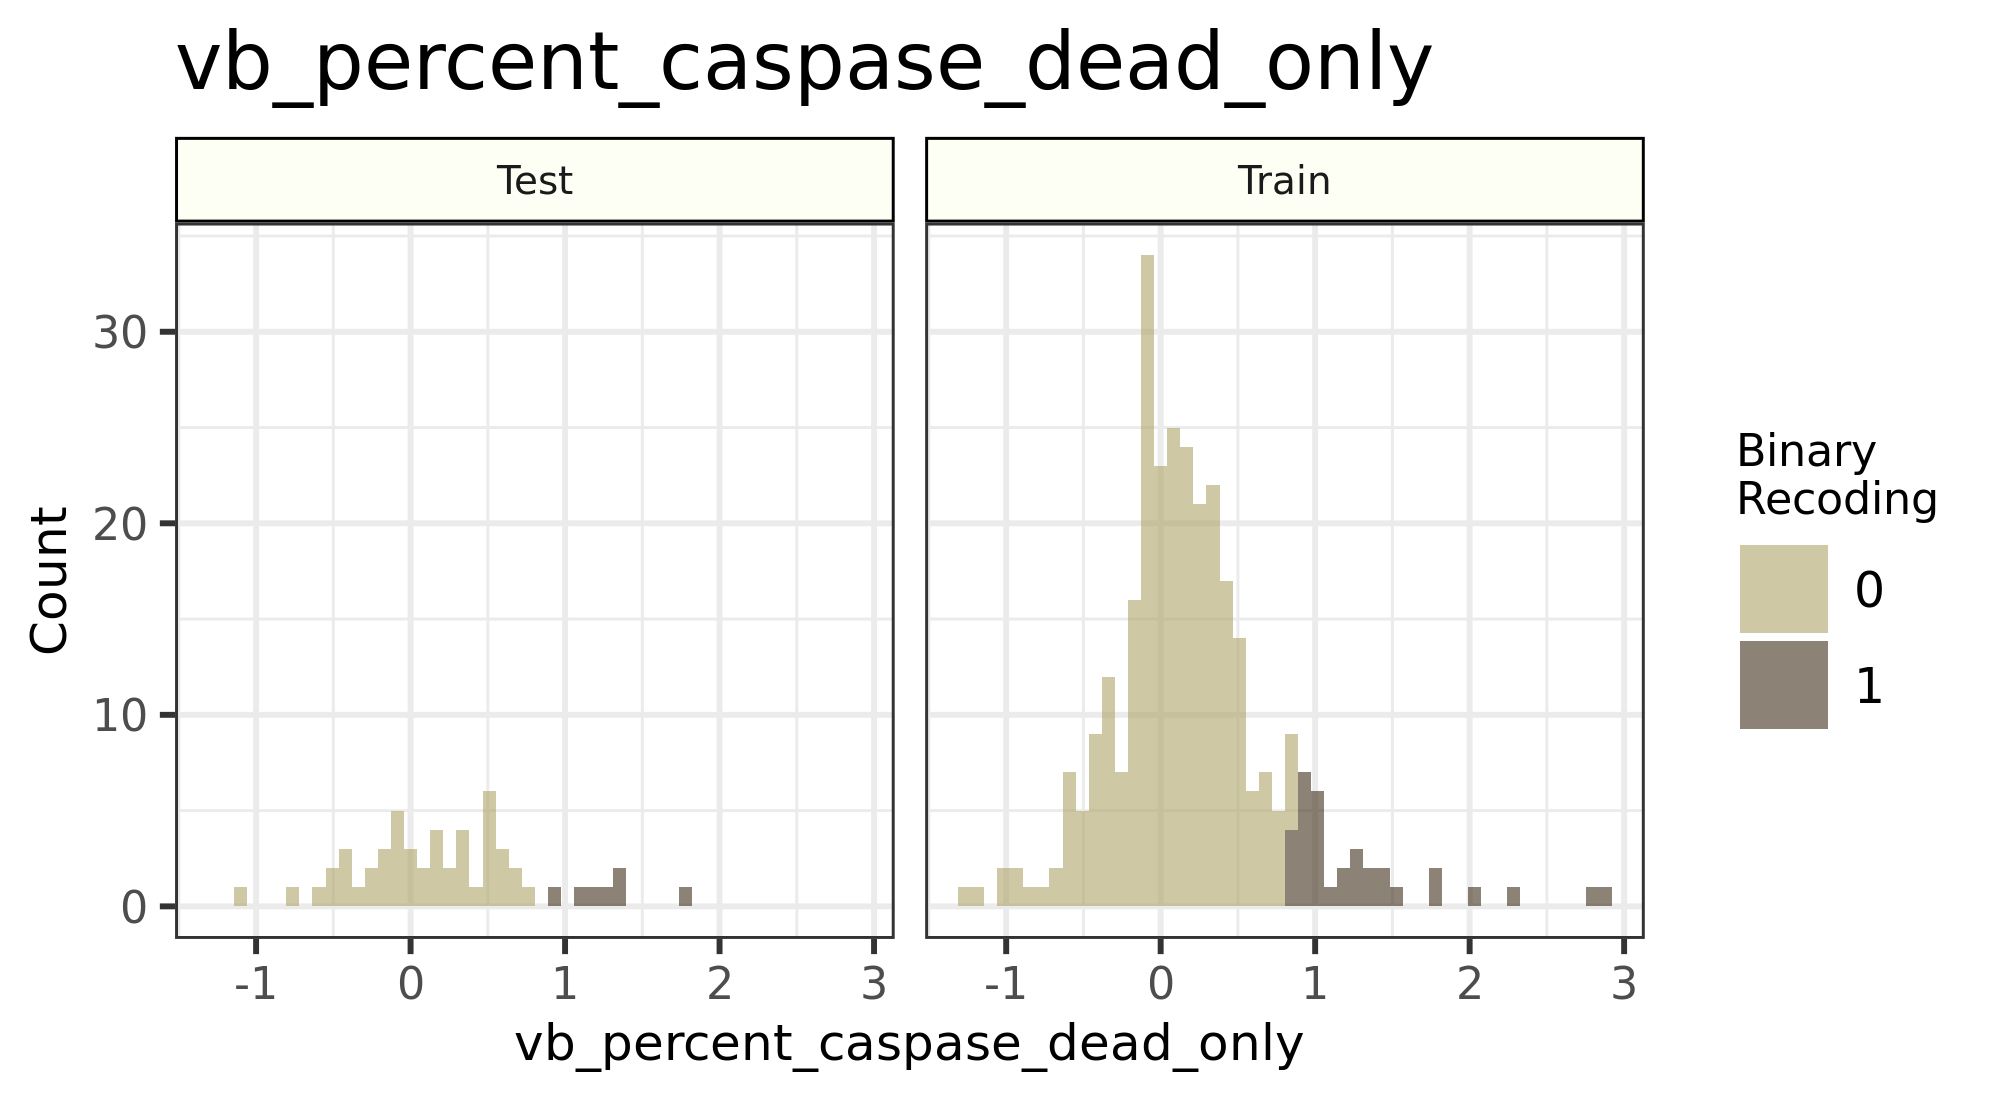 vb_percent_caspase_dead_only
Test
Train
30
20
10
0
Count
-1 0 1 2 3
-1 0 1 2 3
vb_percent_caspase_dead_only
Binary
Recoding
0
1